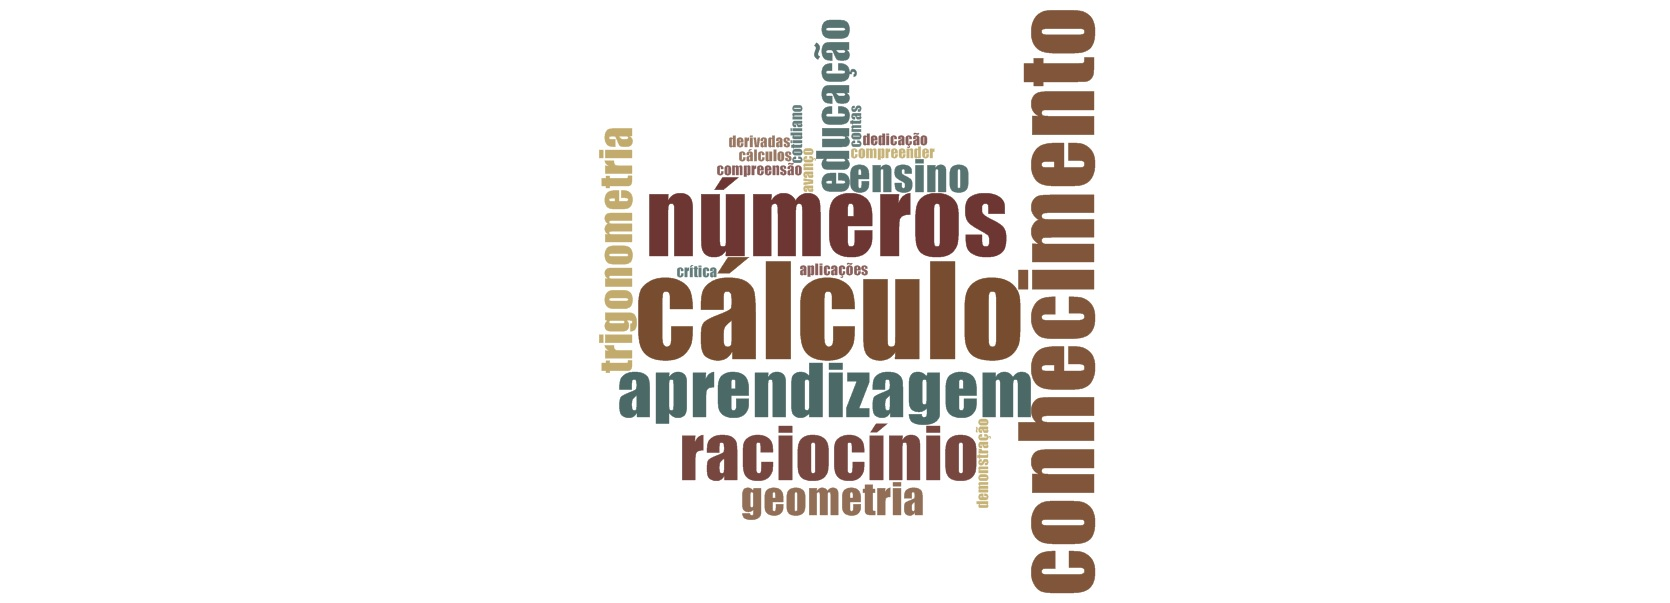 educação
cotidiano
contas
derivadas
dedicação
cálculos
compreender
compreensão
avanço
ensino
trigonometria
números
conhecimento
crítica
aplicações
cálculo
aprendizagem
raciocínio
demonstração
geometria